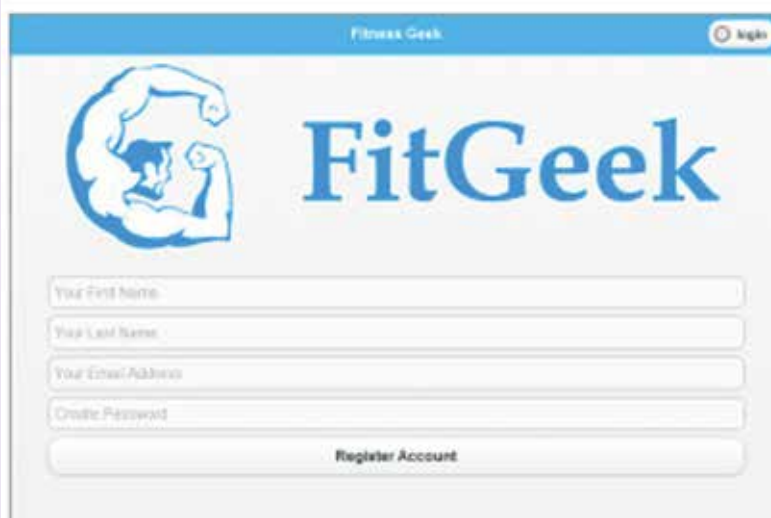 Fitness Geek
login
FitGeek
Your First Name
Your Last Name
Your Email Address
Create Password
Register Account